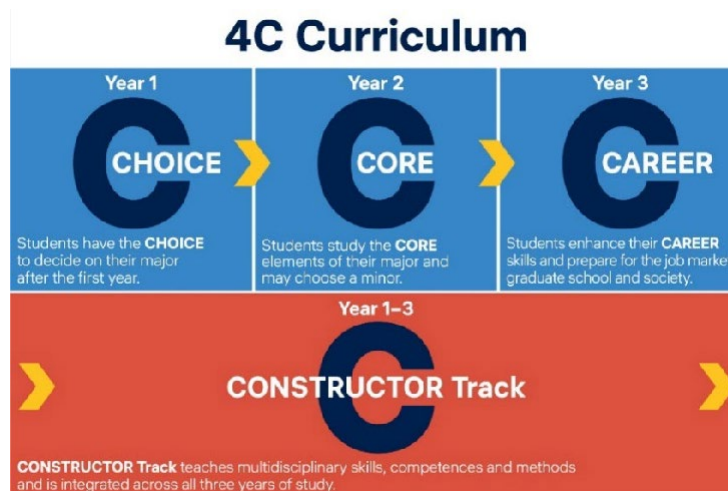 4C Curriculum
Year 1
CHOICE
Students have the CHOICE
to decide on their major
after the first year.
Year 2
CORE
Students study the CORE
elements of their major and
may choose a minor.
Year 3
CAREER
Students enhance their CAREER
skills and prepare for the job marke
graduate school and society.
Year 1–3
CONSTRUCTOR Track
CONSTRUCTOR Track teaches multidisciplinary skills, competences and methods
and is integrated across all three years of study.